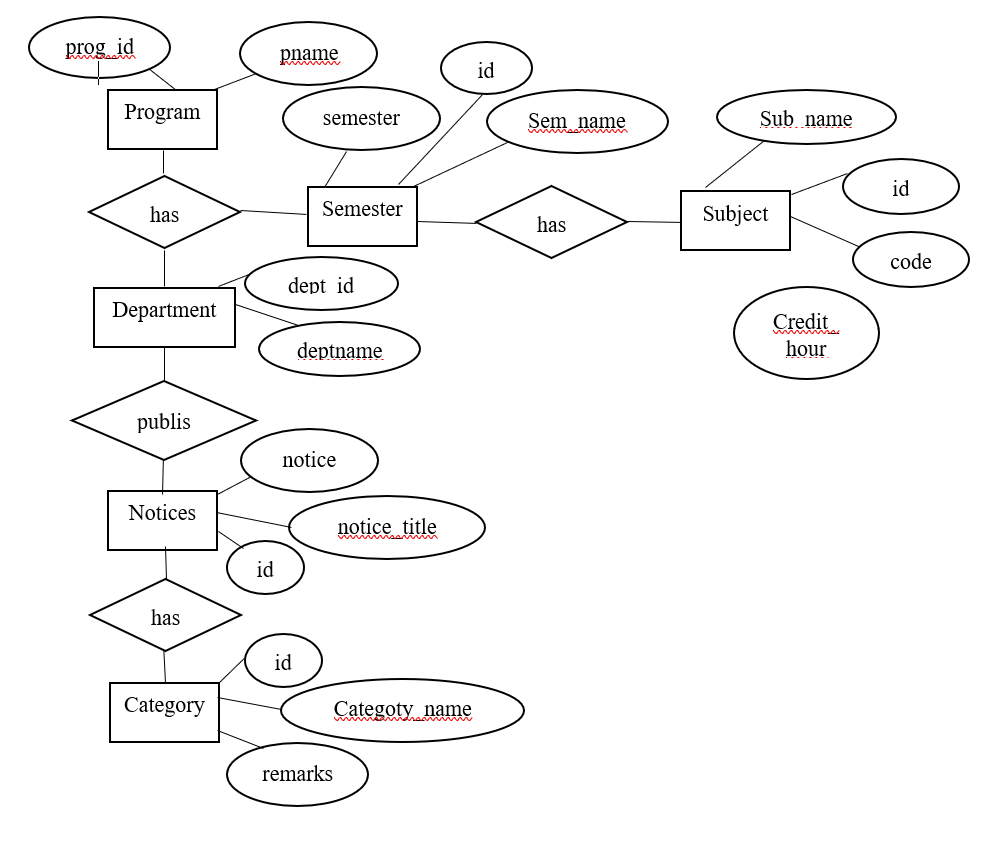 prog_id
pname
id
Program
semester
Sem_name
Sub_name
has
Semester
has
Subject
id
code
Department
dept_id
deptname
Credit_
hour
publis
notice
Notices
notice_title
id
has
id
Category
Categoty_name
remarks